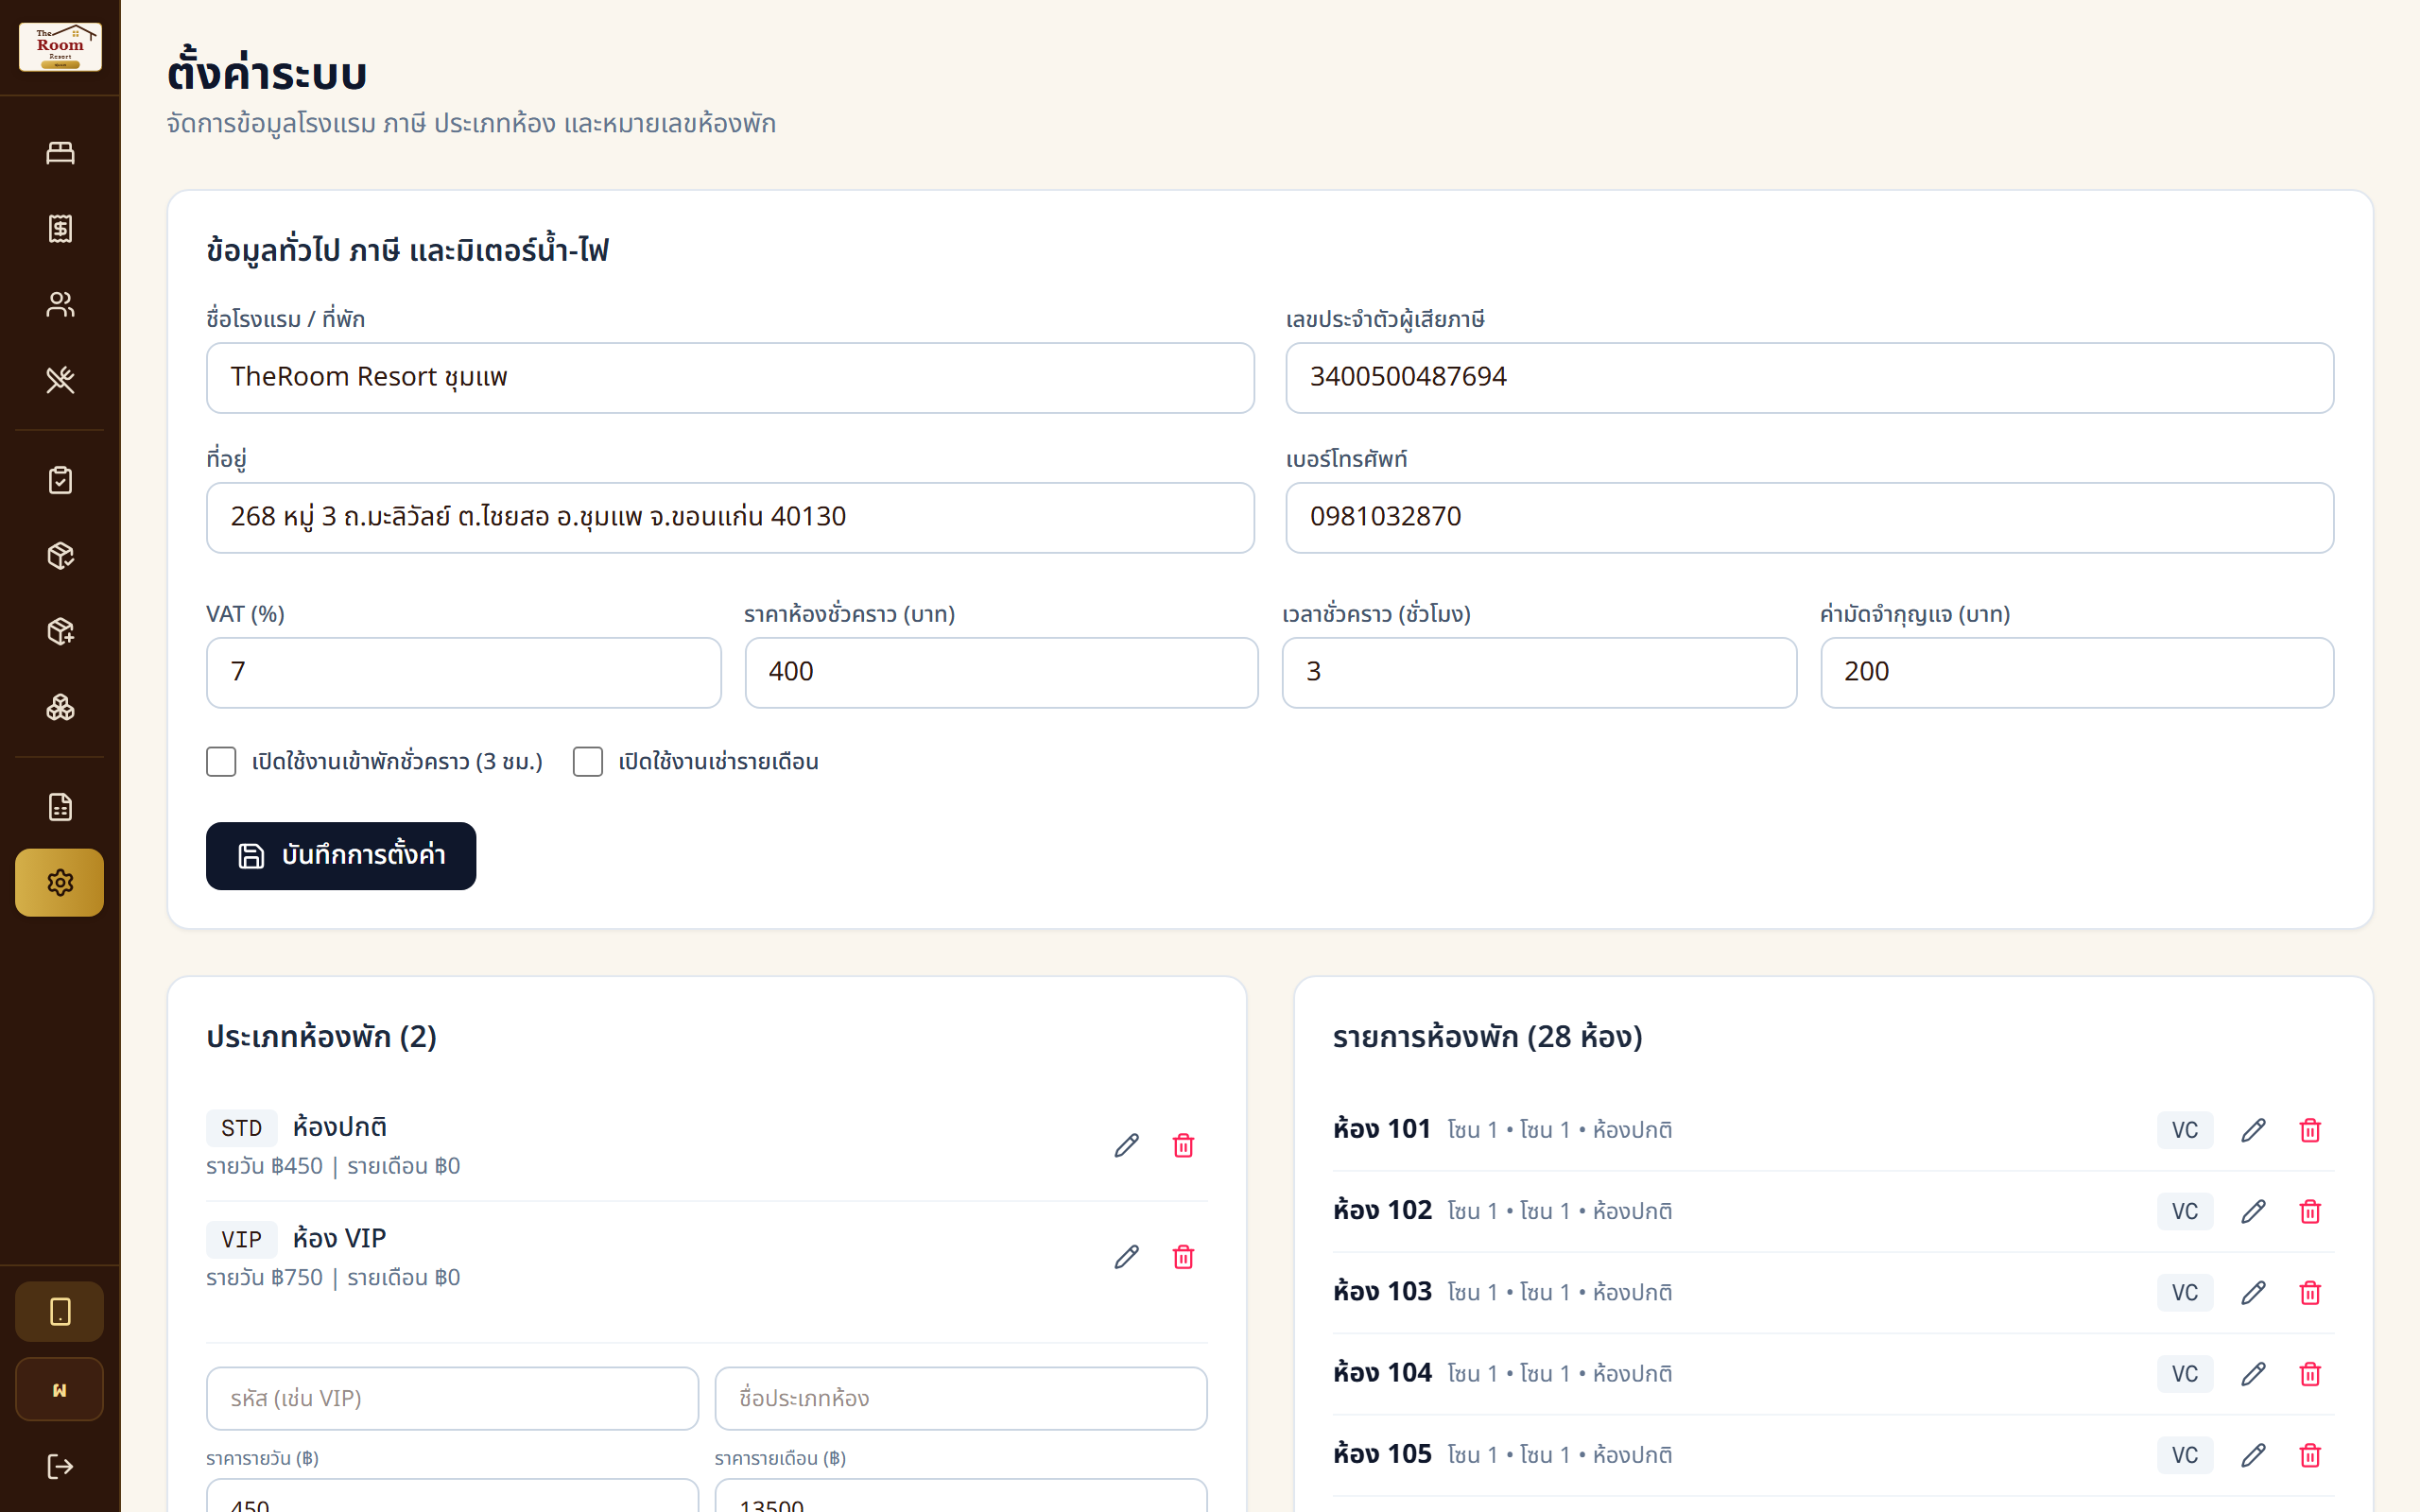 The
Room
Resort
ตั้งค่าระบบ
จัดการข้อมูลโรงแรม ภาษี ประเภทห้อง และหมายเลขห้องพัก
ข้อมูลทั่วไป ภาษี และมิเตอร์น้ำ-ไฟ
ชื่อโรงแรม / ที่พัก
เลขประจำตัวผู้เสียภาษี
TheRoom Resort ชุมแพ
3400500487694
ที่อยู่
เบอร์โทรศัพท์
268 หมู่ 3 ถ.มะลิวัลย์ ต.ไชยสอ อ.ชุมแพ จ.ขอนแก่น 40130
0981032870
VAT (%)
ราคาห้องชั่วคราว (บาท)
เวลาชั่วคราว (ชั่วโมง)
ค่ามัดจำกุญแจ (บาท)
7
400
3
200
เปิดใช้งานเข้าพักชั่วคราว (3 ชม.)
เปิดใช้งานเช่ารายเดือน
บันทึกการตั้งค่า
ประเภทห้องพัก (2)
STD ห้องปกติ
รายวัน ฿450 | รายเดือน ฿0
VIP ห้อง VIP
รายวัน ฿750 | รายเดือน ฿0
รหัส (เช่น VIP)
ชื่อประเภทห้อง
ราคารายวัน (฿)
ราคารายเดือน (฿)
450
13500
รายการห้องพัก (28 ห้อง)
ห้อง 101 โซน 1 • โซน 1 • ห้องปกติ VC
ห้อง 102 โซน 1 • โซน 1 • ห้องปกติ VC
ห้อง 103 โซน 1 • โซน 1 • ห้องปกติ VC
ห้อง 104 โซน 1 • โซน 1 • ห้องปกติ VC
ห้อง 105 โซน 1 • โซน 1 • ห้องปกติ VC
ผ